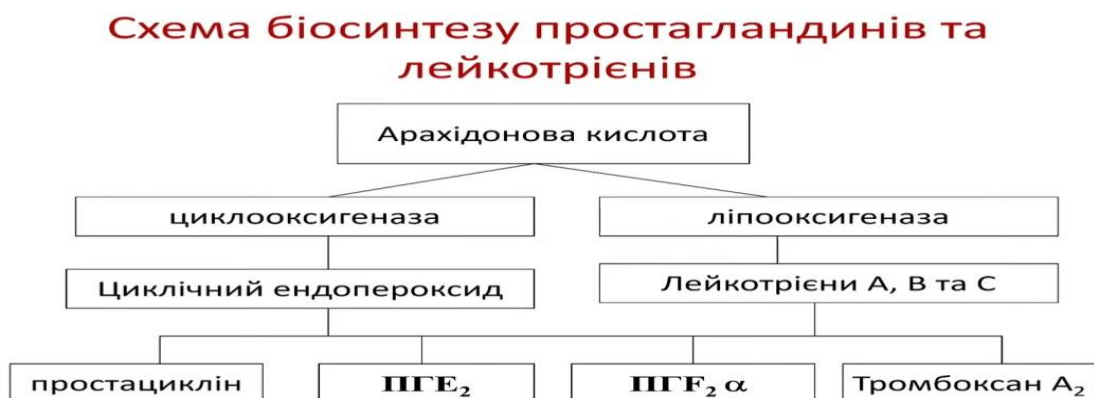 Схема біосинтезу простагландинів та
лейкотрієнів
Арахідонова кислота
циклооксигеназа
ліпооксигеназа
Циклічний ендопероксид
Лейкотрієни А, В та С
простациклін
ПГЕ₂
ПГF₂ α
Тромбоксан А₂